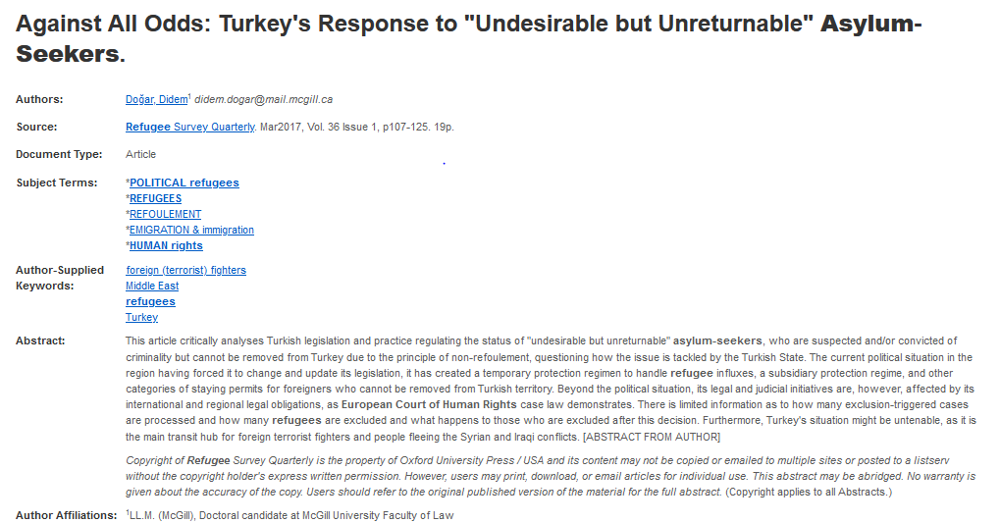 Against All Odds: Turkey's Response to "Undesirable but Unreturnable" Asylum-
Seekers.
Authors: Doğar, Didem1 didem.dogar@mail.mcgill.ca
Source: Refugee Survey Quarterly. Mar2017, Vol. 36 Issue 1, p107-125. 19p.
Document Type: Article
Subject Terms: *POLITICAL refugees
*REFUGEES
*REFOULEMENT
*EMIGRATION & immigration
*HUMAN rights
Author-Supplied foreign (terrorist) fighters
Keywords: Middle East
refugees
Turkey
Abstract: This article critically analyses Turkish legislation and practice regulating the status of "undesirable but unreturnable" asylum-seekers, who are suspected and/or convicted of
criminality but cannot be removed from Turkey due to the principle of non-refoulement, questioning how the issue is tackled by the Turkish State. The current political situation in the
region having forced it to change and update its legislation, it has created a temporary protection regimen to handle refugee influxes, a subsidiary protection regime, and other
categories of staying permits for foreigners who cannot be removed from Turkish territory. Beyond the political situation, its legal and judicial initiatives are, however, affected by its
international and regional legal obligations, as European Court of Human Rights case law demonstrates. There is limited information as to how many exclusion-triggered cases
are processed and how many refugees are excluded and what happens to those who are excluded after this decision. Furthermore, Turkey's situation might be untenable, as it is
the main transit hub for foreign terrorist fighters and people fleeing the Syrian and Iraqi conflicts. [ABSTRACT FROM AUTHOR]
Copyright of Refugee Survey Quarterly is the property of Oxford University Press / USA and its content may not be copied or emailed to multiple sites or posted to a listserv
without the copyright holder's express written permission. However, users may print, download, or email articles for individual use. This abstract may be abridged. No warranty is
given about the accuracy of the copy. Users should refer to the original published version of the material for the full abstract. (Copyright applies to all Abstracts.)
Author Affiliations: 1LL.M. (McGill), Doctoral candidate at McGill University Faculty of Law